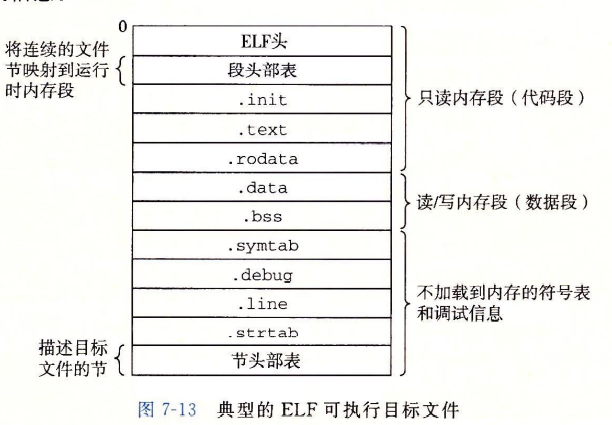 0
ELF头
将连续的文件
节映射到运行
时内存段
段头部表
.init
.text
.rodata
只读内存段（代码段）
.data
.bss
读/写内存段（数据段）
.symtab
.debug
.line
.strtab
不加载到内存的符号表
和调试信息
描述目标
文件的节
节头部表
图 7-13 典型的 ELF 可执行目标文件